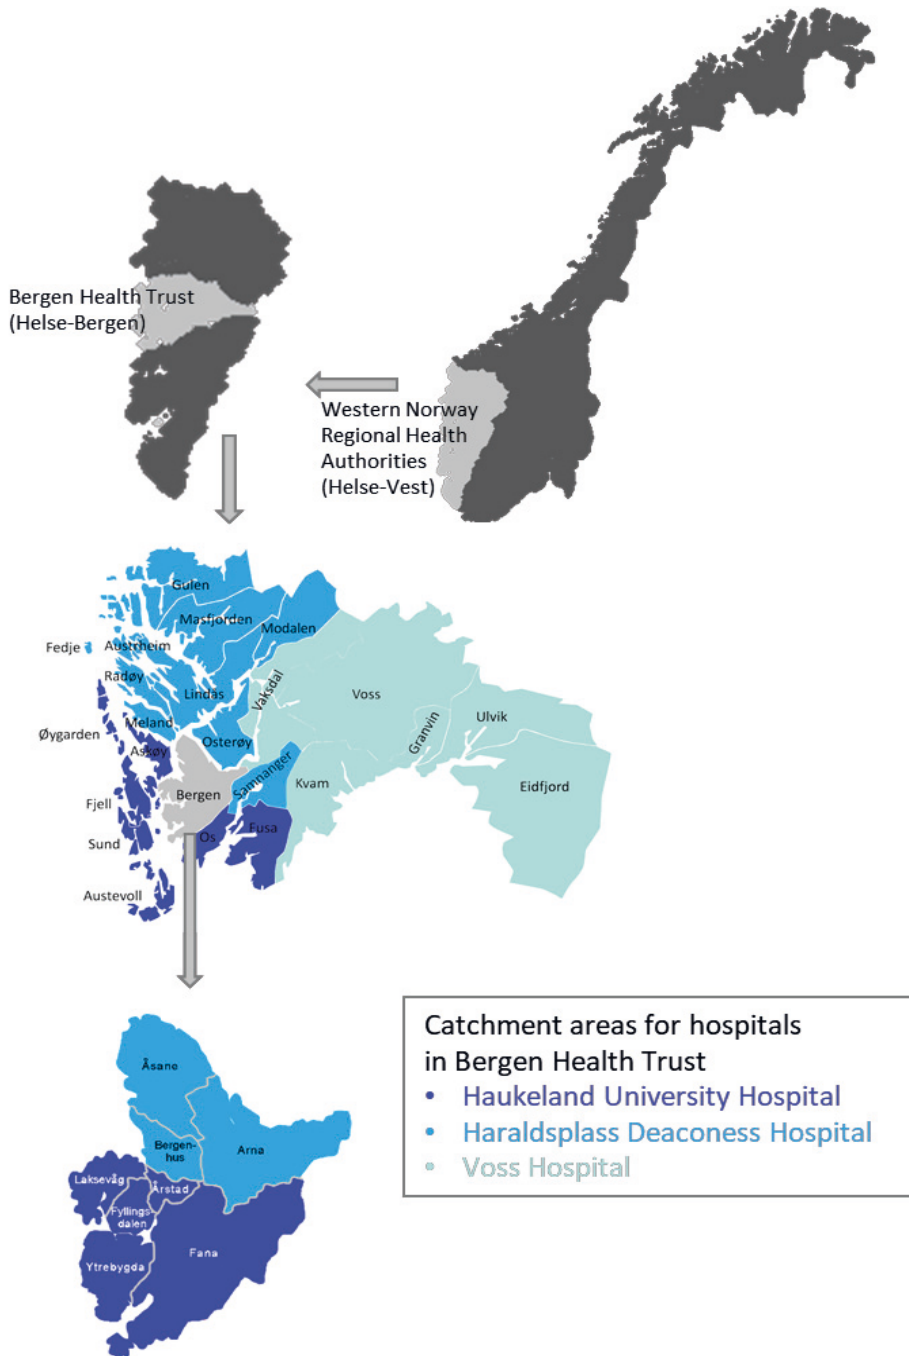 Bergen Health Trust
(Helse-Bergen)
Western Norway
Regional Health
Authorities
(Helse-Vest)
Gulen
Masfjorden
Modalen
Fedje
Austrheim
Radøy
Lindås
Vaksdal
Voss
Meland
Øygarden
Askøy
Osterøy
Granvin
Ulvik
Samnanger
Kvam
Eidfjord
Bergen
Fjell
Os
Fusa
Sund
Austevoll
Åsane
Bergen-
hus
Arna
Laksevåg
Årstad
Fyllings-
dalen
Fana
Ytrebygda
Catchment areas for hospitals
in Bergen Health Trust
• Haukeland University Hospital
• Haraldsplass Deaconess Hospital
• Voss Hospital